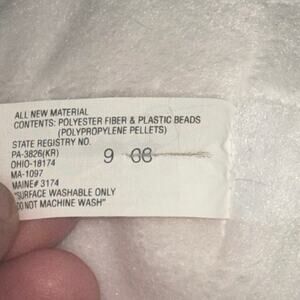 ALL NEW MATERIAL
CONTENTS: POLYESTER FIBER & PLASTIC BEADS
(POLYPROPYLENE PELLETS)
STATE REGISTRY NO.
PA-3826(KR) 9
OHIO-18174
MA-1097
MAINE# 3174
"SURFACE WASHABLE ONLY
DO NOT MACHINE WASH"